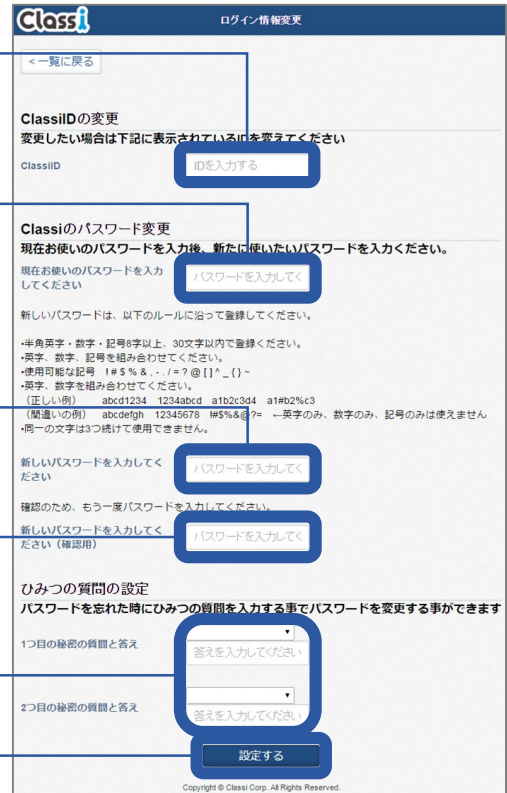 Classi
ログイン情報変更
<一覧に戻る
ClassiIDの変更
変更したい場合は下記に表示されているIDを変えてください
ClassiID
IDを入力する
Classiのパスワード変更
現在お使いのパスワードを入力後、新たに使いたいパスワードを入力ください。
現在お使いのパスワードを入力
してください
パスワードを入力してく
新しいパスワードは、以下のルールに沿って登録してください。
•半角英字・数字・記号8字以上、30文字以内で登録ください。
•英字、数字、記号を組み合わせてください。
•使用可能な記号 ! # $ % & , - . / = ? @ [ ] ^ _ { } ~
•英字、数字を組み合わせてください。
（正しい例） abcd1234 1234abcd a1b2c3d4 a1#b2%c3
（間違いの例） abcdefgh 12345678 !#$%&@?= ←英字のみ、数字のみ、記号のみは使えません
•同一の文字は3つ続けて使用できません。
新しいパスワードを入力してく
ださい
パスワードを入力してく
確認のため、もう一度パスワードを入力してください。
新しいパスワードを入力してく
ださい（確認用）
パスワードを入力してく
ひみつの質問の設定
パスワードを忘れた時にひみつの質問を入力する事でパスワードを変更する事ができます
1つ目の秘密の質問と答え
答えを入力してください
2つ目の秘密の質問と答え
答えを入力してください
設定する
Copyright © Classi Corp. All Rights Reserved.